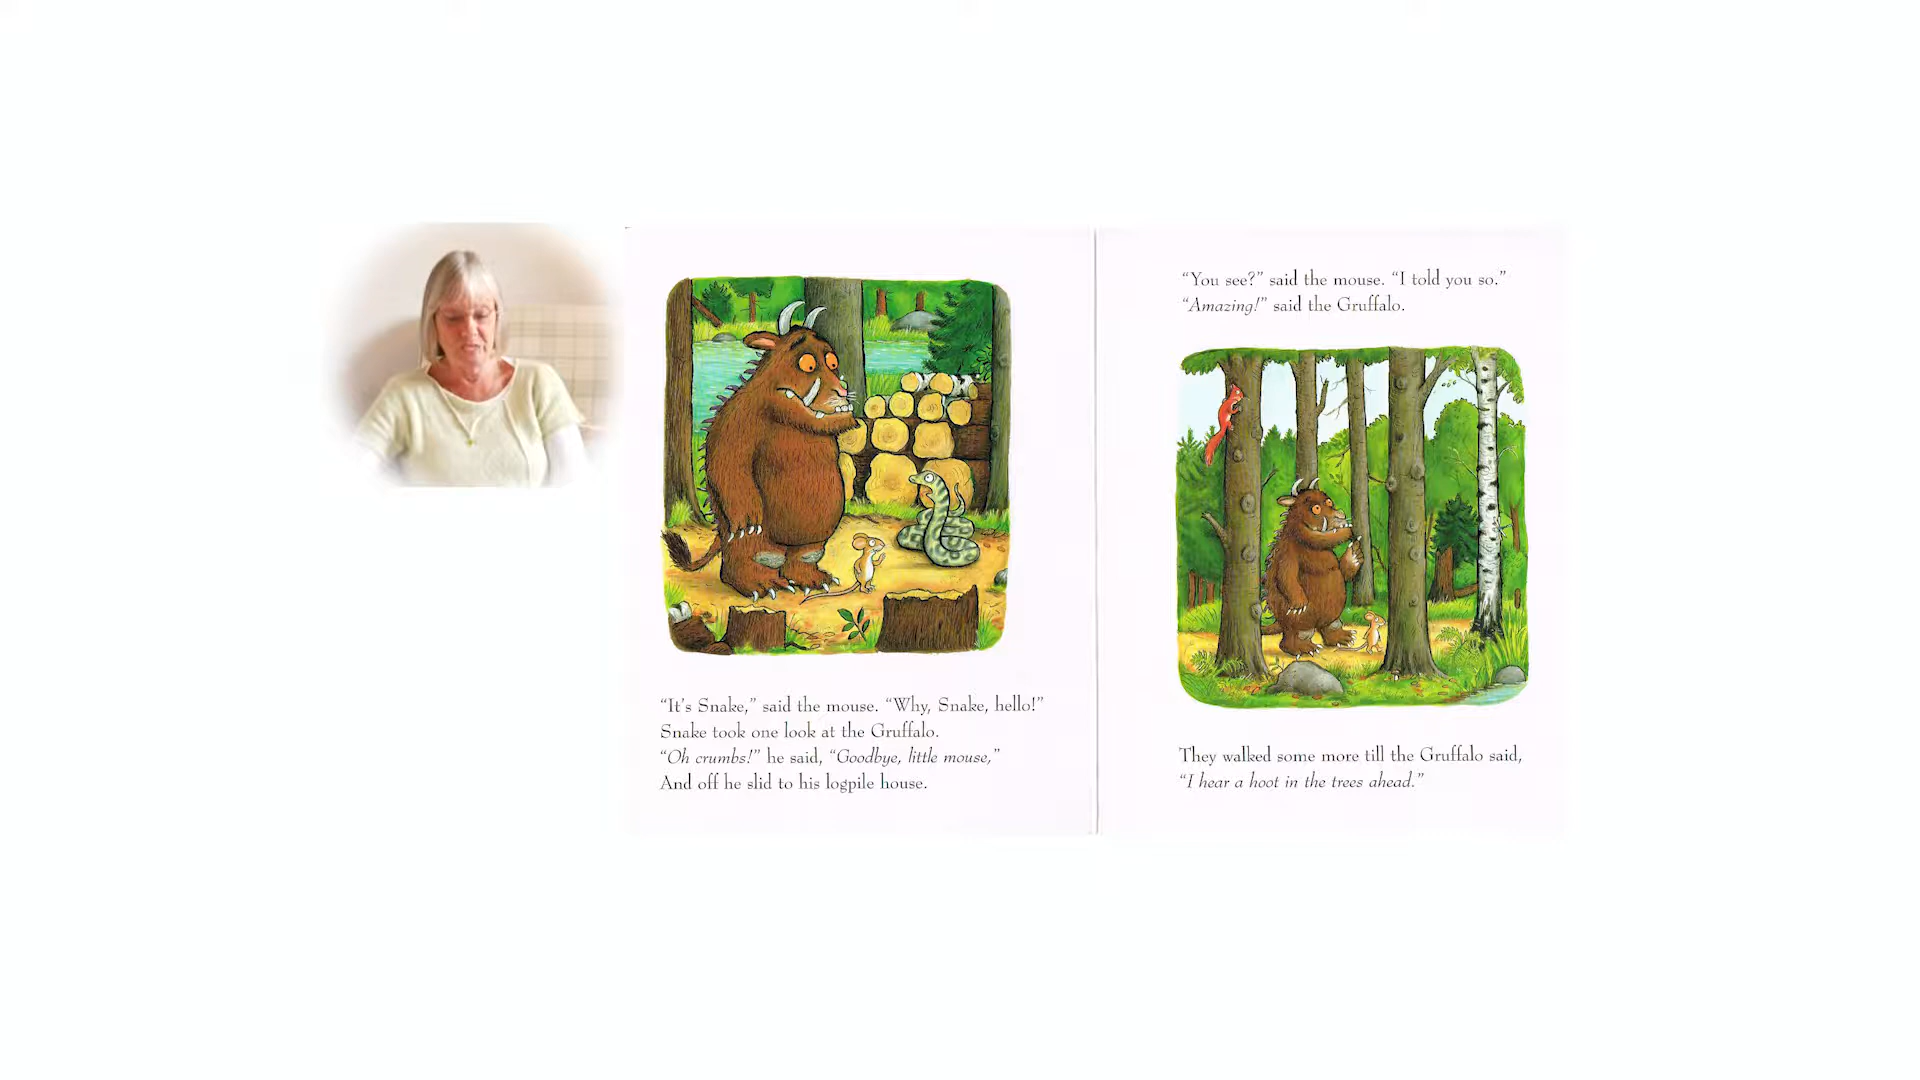 “It’s Snake,” said the mouse. “Why, Snake, hello!”
Snake took one look at the Gruffalo.
“Oh crumbs!” he said, “Goodbye, little mouse,”
And off he slid to his logpile house.
“You see?” said the mouse. “I told you so.”
“Amazing!” said the Gruffalo.
They walked some more till the Gruffalo said,
“I hear a hoot in the trees ahead.”